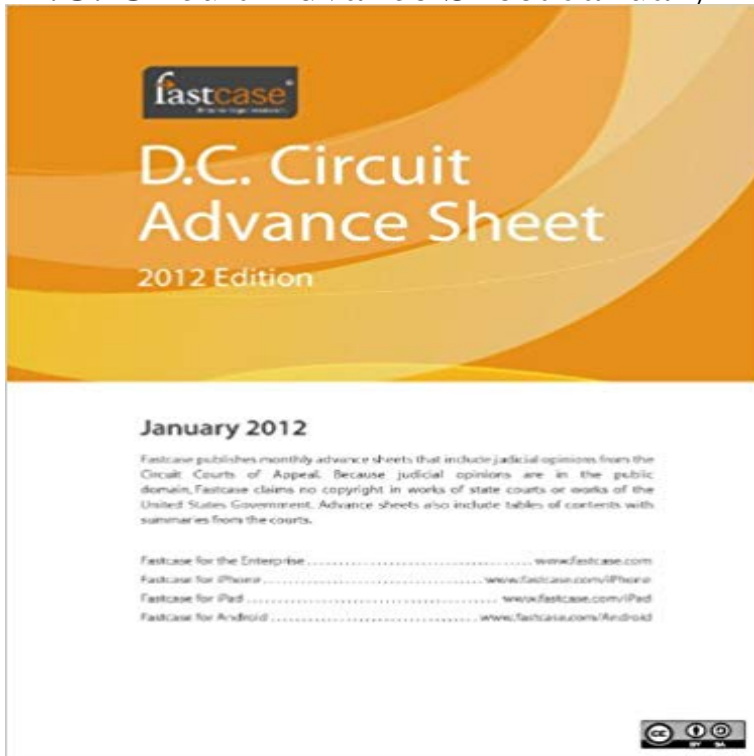 fastcase®
D.C. Circuit
Advance Sheet
2012 Edition
January 2012
Fastcase publishes monthly advance sheets that include judicial opinions from the
Circuit Courts of Appeal. Because judicial opinions are in the public
domain, Fastcase claims no copyright in works of state courts or works of the
United States Government. Advance sheets also include tables of contents with
summaries from the courts.
Fastcase for the Enterprise ................................ www.fastcase.com
Fastcase for iPhone ................................ www.fastcase.com/iPhone
Fastcase for iPad ................................ www.fastcase.com/iPad
Fastcase for Android ................................ www.fastcase.com/Android
cc
BY SA